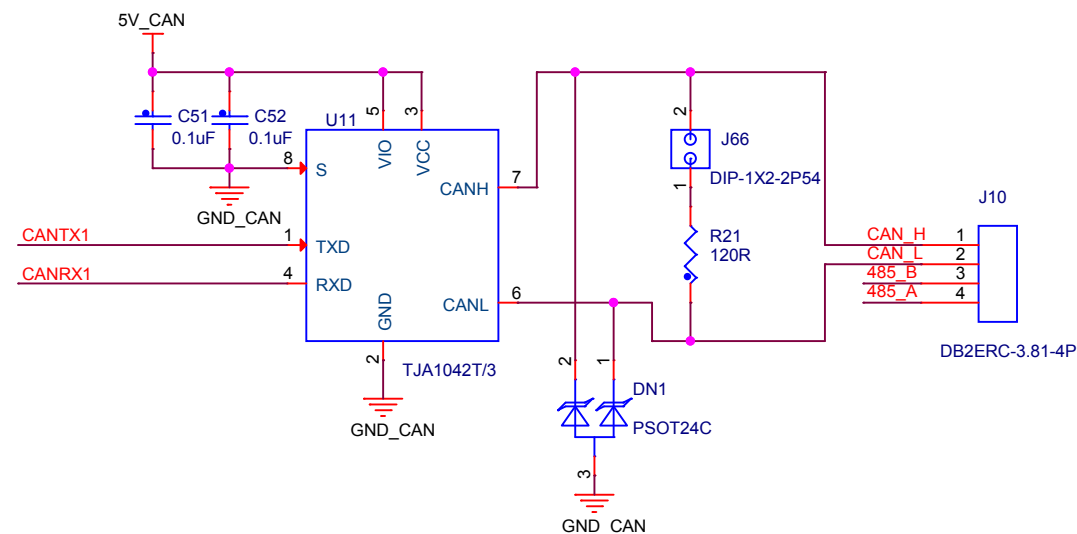 5V_CAN
C51
0.1uF
C52
0.1uF
U11
5
3
VIO
VCC
8
S
GND_CAN
CANTX1
1
TXD
CANRX1
4
RXD
CANH
7
CANL
6
GND
2
TJA1042T/3
GND_CAN
2
J66
1
DIP-1X2-2P54
R21
120R
2
1
DN1
PSOT24C
3
GND_CAN
J10
CAN_H
1
CAN_L
2
485_B
3
485_A
4
DB2ERC-3.81-4P